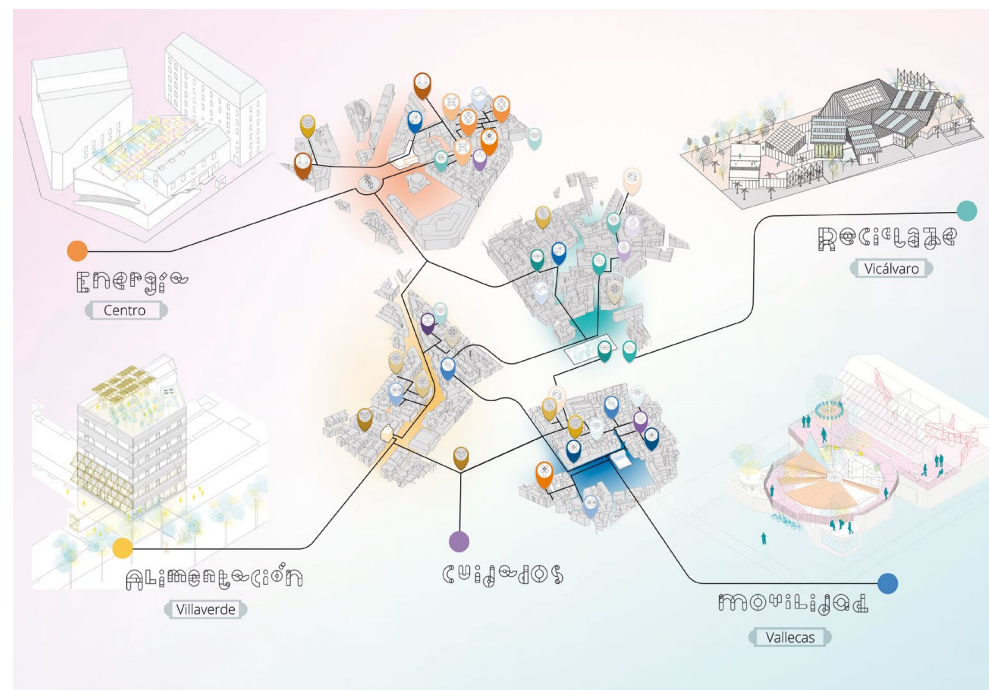 Energía
Centro
Reciclaje
Vicálvaro
Alimentación
Villaverde
Cuidados
Movilidad
Vallecas